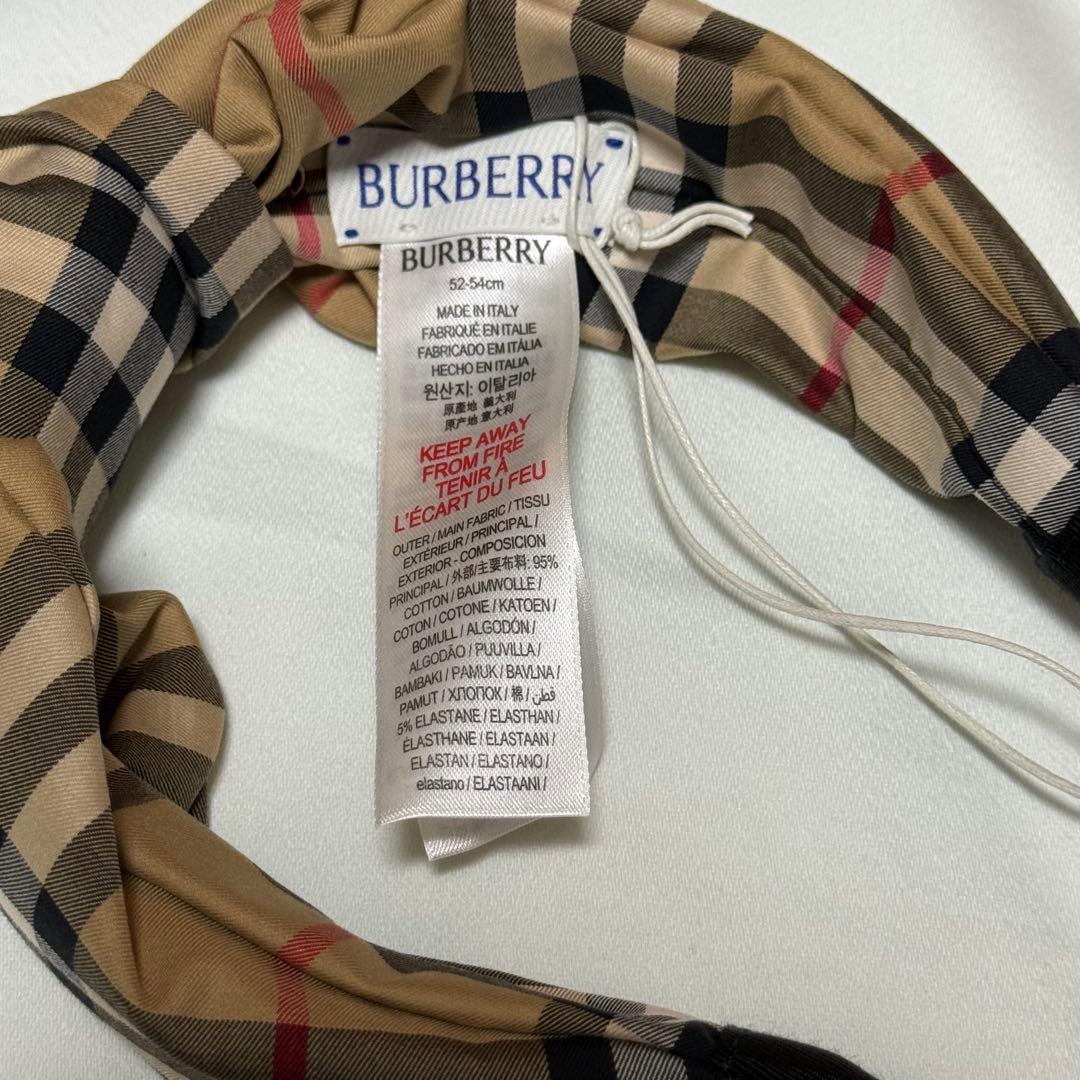 BURBERRY
BURBERRY
52-54cm
MADE IN ITALY
FABRIQUÉ EN ITALIE
FABRICADO EM ITÁLIA
HECHO EN ITALIA
원산지: 이탈리아
原產地 義大利
原产地 意大利
KEEP AWAY
FROM FIRE
TENIR À
L'ÉCART DU FEU
OUTER / MAIN FABRIC / TISSU
EXTÉRIEUR / PRINCIPAL /
EXTERIOR - COMPOSICION
PRINCIPAL / 外部/主要布料: 95%
COTTON / BAUMWOLLE /
COTON / COTONE / KATOEN /
BOMULL / ALGODÓN /
ALGODÃO / PUUVILLA /
BAMBAKI / PAMUK / BAVLNA /
PAMUT / ХЛОПОК / 棉 / قطن /
5% ELASTANE / ELASTHAN /
ÉLASTHANE / ELASTAAN /
ELASTAN / ELASTANO /
elastano / ELASTAANI /